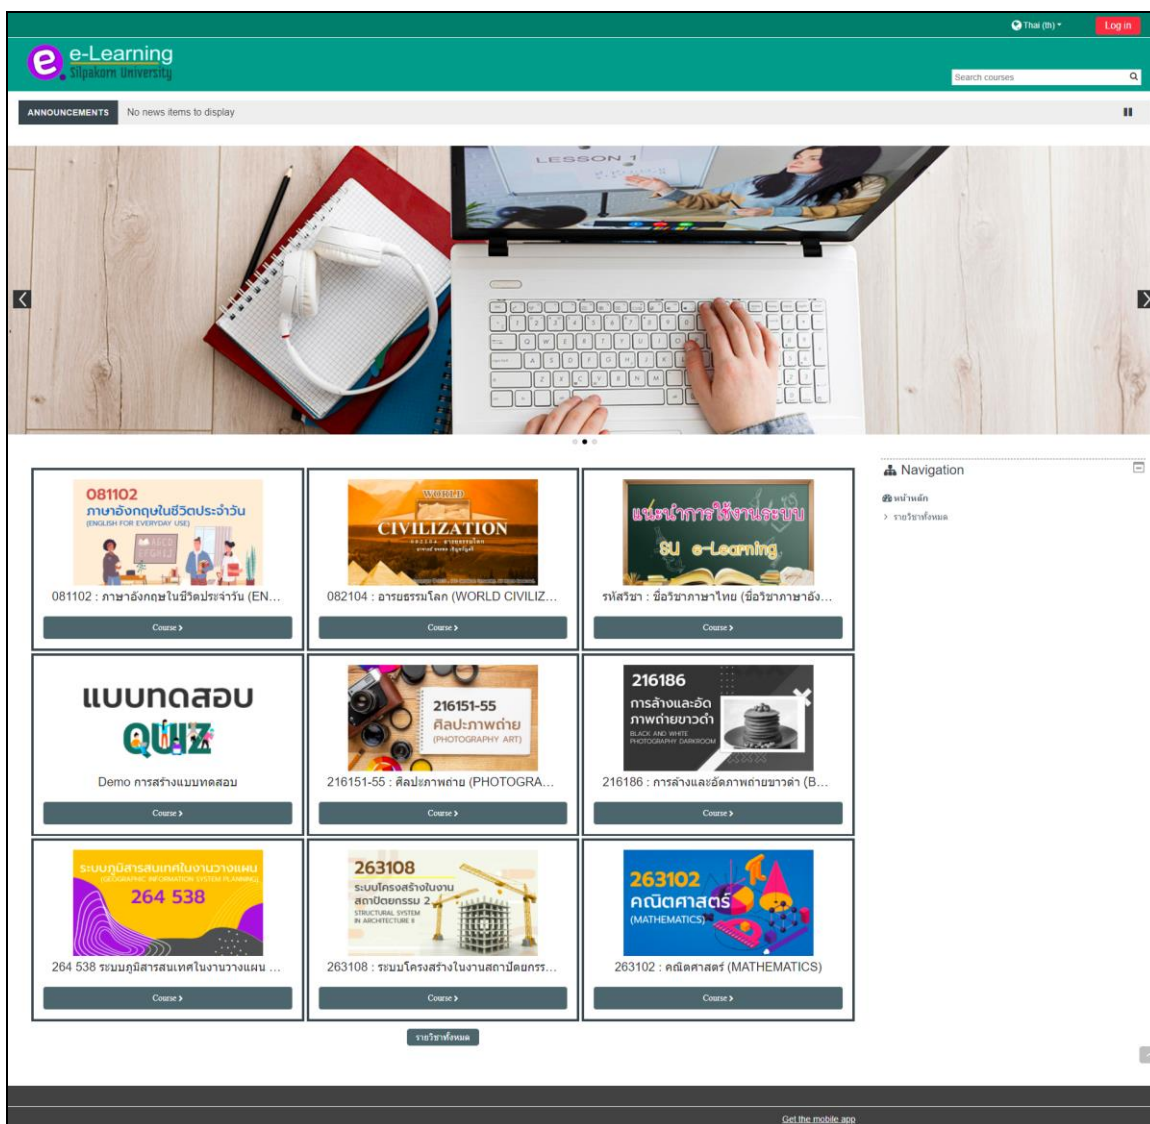 Thai (th)
Log in
e-Learning
Silpakorn University
Search courses
ANNOUNCEMENTS
No news items to display
LESSON 1
Navigation
หน้าหลัก
รายวิชาทั้งหมด
081102
ภาษาอังกฤษในชีวิตประจำวัน
(ENGLISH FOR EVERYDAY USE)
081102 : ภาษาอังกฤษในชีวิตประจำวัน (EN...
Course
WORLD
CIVILIZATION
082104 : อารยธรรมโลก (WORLD CIVILIZ...
Course
แนะนำการใช้งานระบบ
SU e-Learning
รหัสวิชา : ชื่อวิชาภาษาไทย (ชื่อวิชาภาษาอัง...
Course
แบบทดสอบ
QUIZ
Demo การสร้างแบบทดสอบ
Course
216151-55
ศิลปะภาพถ่าย
(PHOTOGRAPHY ART)
216151-55 : ศิลปะภาพถ่าย (PHOTOGRA...
Course
216186
การล้างและอัด
ภาพถ่ายขาวดำ
BLACK AND WHITE
PHOTOGRAPHY DARKROOM
216186 : การล้างและอัดภาพถ่ายขาวดำ (B...
Course
ระบบภูมิสารสนเทศในงานวางแผน
(GEOGRAPHIC INFORMATION SYSTEM PLANNING)
264 538
264 538 ระบบภูมิสารสนเทศในงานวางแผน ...
Course
263108
ระบบโครงสร้างในงาน
สถาปัตยกรรม 2
STRUCTURAL SYSTEM
IN ARCHITECTURE II
263108 : ระบบโครงสร้างในงานสถาปัตยกรร...
Course
263102
คณิตศาสตร์
(MATHEMATICS)
263102 : คณิตศาสตร์ (MATHEMATICS)
Course
รายวิชาทั้งหมด
Get the mobile app